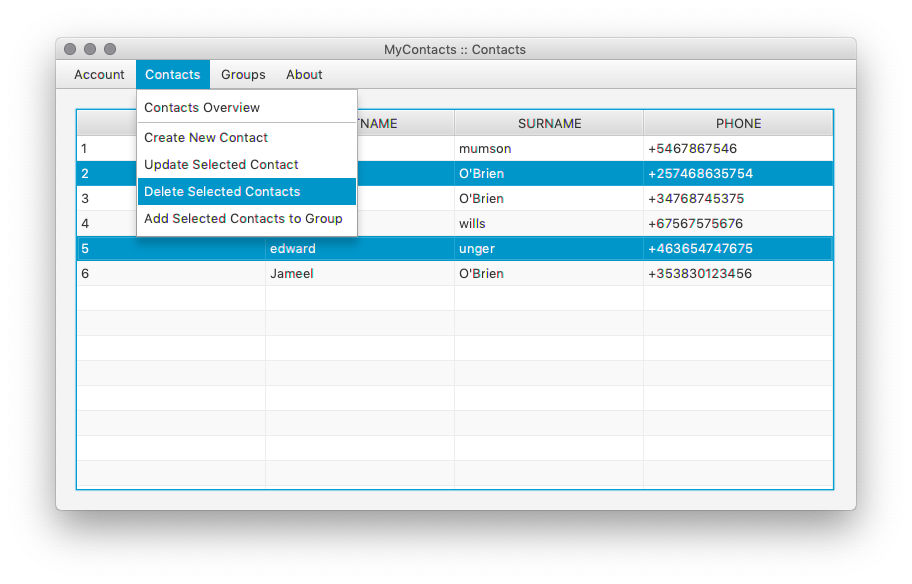 MyContacts :: Contacts
Account Contacts Groups About
Contacts Overview
Create New Contact
Update Selected Contact
Delete Selected Contacts
Add Selected Contacts to Group
TNAME SURNAME PHONE
1 mumson +5467867546
2 O'Brien +257468635754
3 O'Brien +34768745375
4 wills +67567575676
5 edward unger +463654747675
6 Jameel O'Brien +353830123456